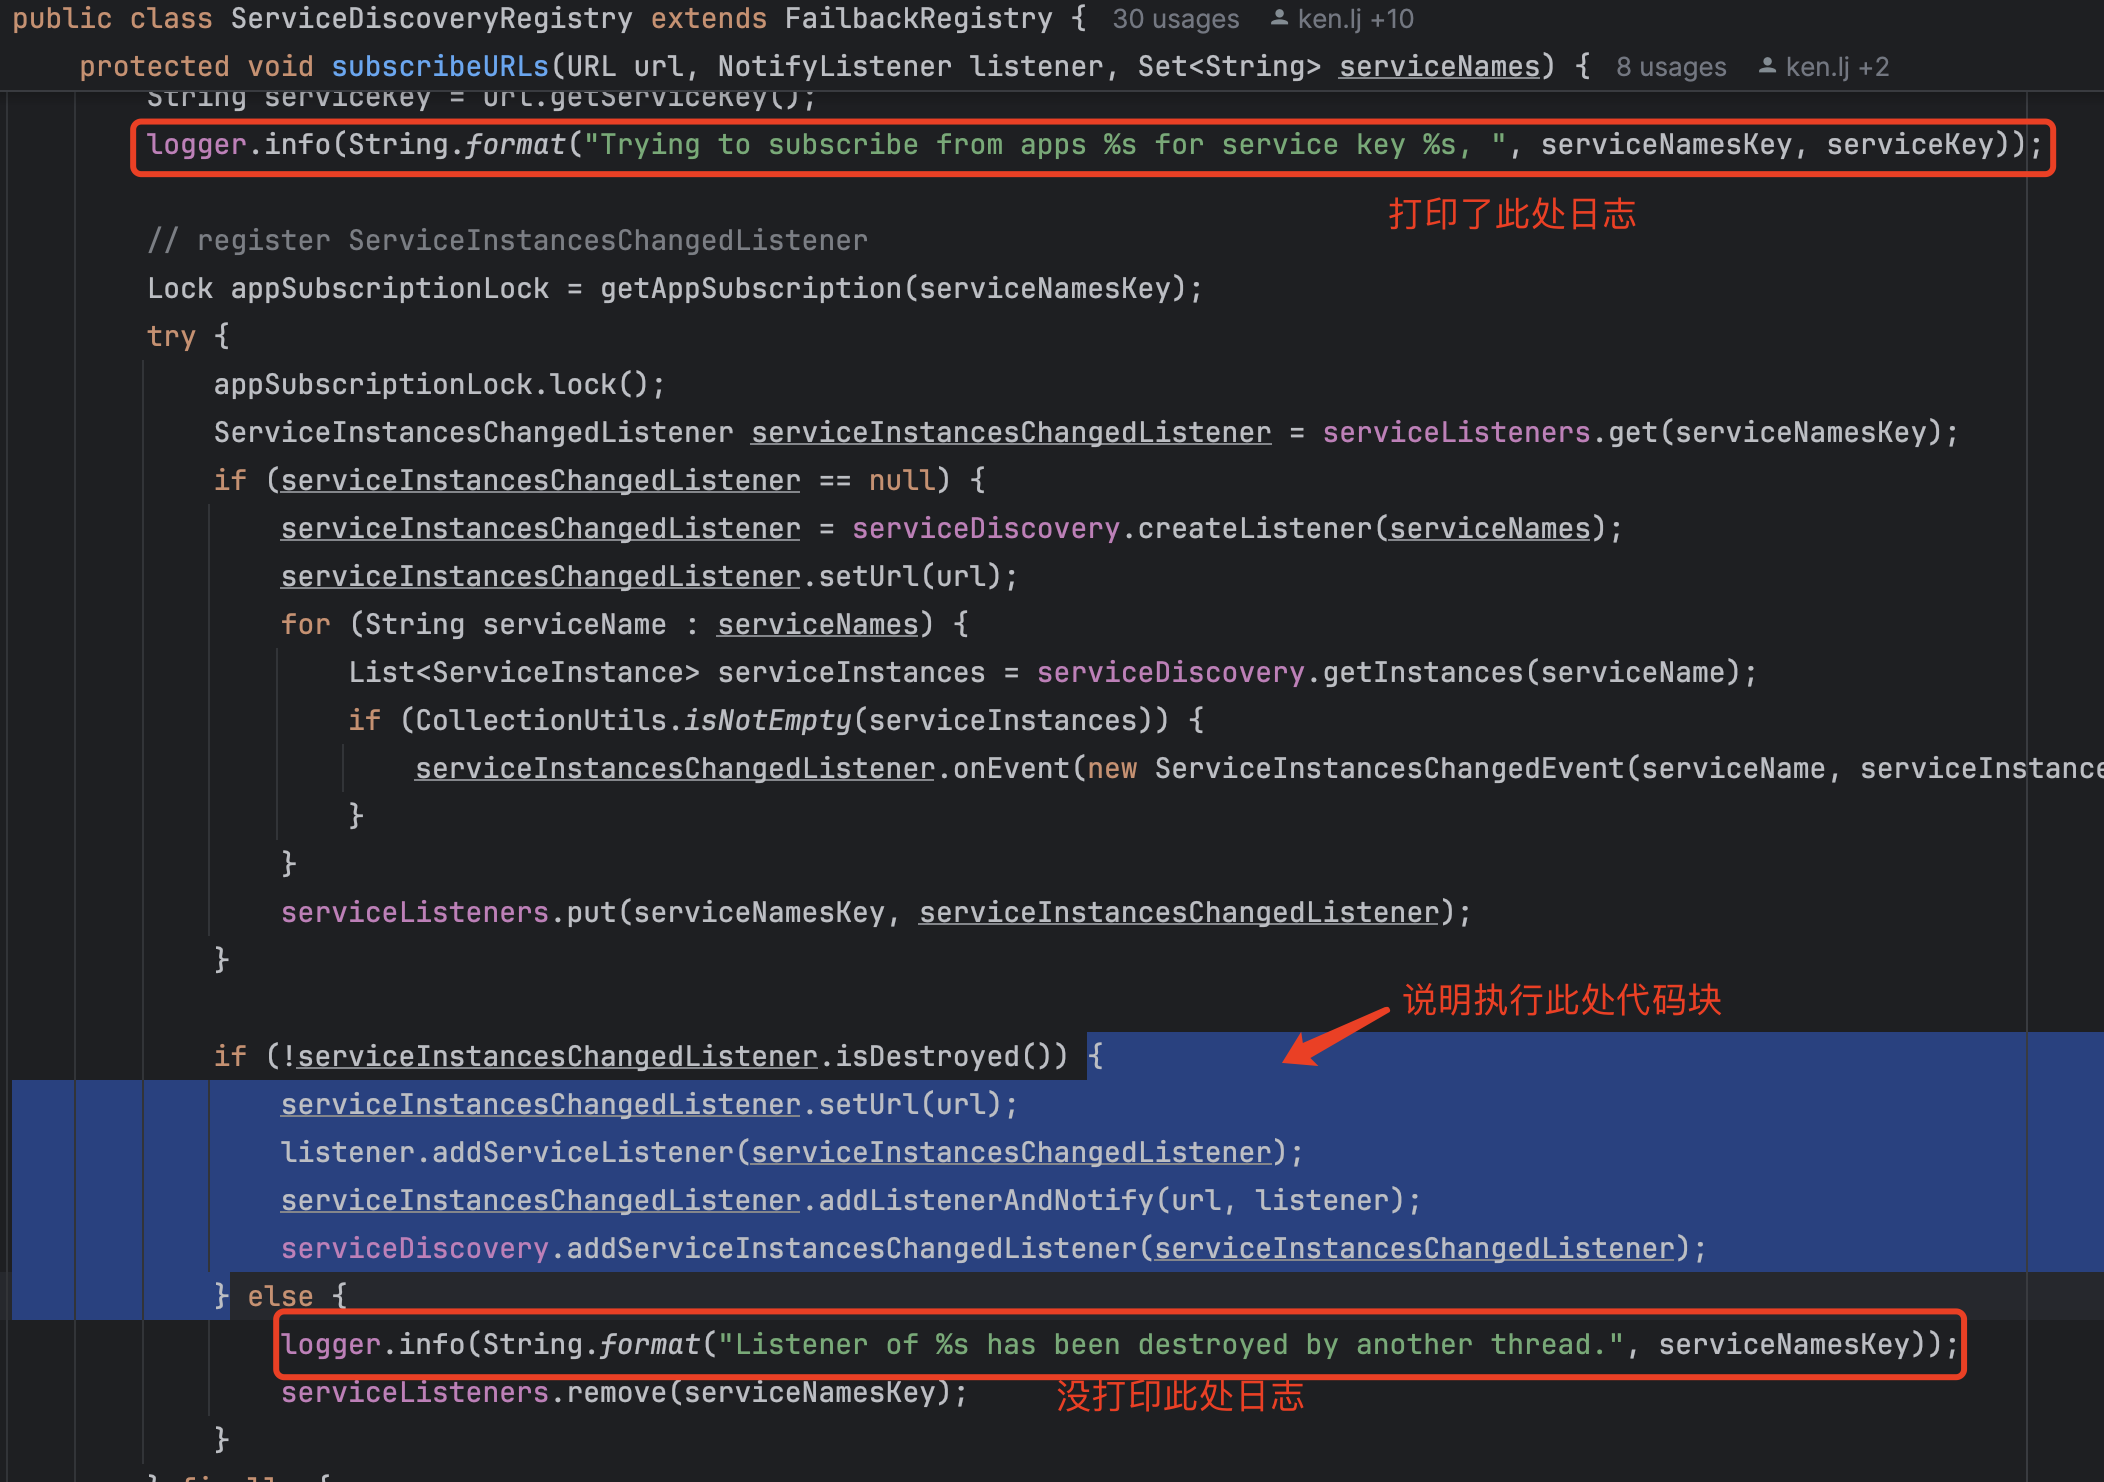 public class ServiceDiscoveryRegistry extends FailbackRegistry { 30 usages ken.lj +10
protected void subscribeURLs(URL url, NotifyListener listener, Set<String> serviceNames) { 8 usages ken.lj +2
String serviceKey = url.getServiceKey();
logger.info(String.format("Trying to subscribe from apps %s for service key %s, ", serviceNamesKey, serviceKey));
打印了此处日志
// register ServiceInstancesChangedListener
Lock appSubscriptionLock = getAppSubscription(serviceNamesKey);
try {
appSubscriptionLock.lock();
ServiceInstancesChangedListener serviceInstancesChangedListener = serviceListeners.get(serviceNamesKey);
if (serviceInstancesChangedListener == null) {
serviceInstancesChangedListener = serviceDiscovery.createListener(serviceNames);
serviceInstancesChangedListener.setUrl(url);
for (String serviceName : serviceNames) {
List<ServiceInstance> serviceInstances = serviceDiscovery.getInstances(serviceName);
if (CollectionUtils.isNotEmpty(serviceInstances)) {
serviceInstancesChangedListener.onEvent(new ServiceInstancesChangedEvent(serviceName, serviceInstance
}
}
serviceListeners.put(serviceNamesKey, serviceInstancesChangedListener);
}
说明执行此处代码块
if (!serviceInstancesChangedListener.isDestroyed()) {
serviceInstancesChangedListener.setUrl(url);
listener.addServiceListener(serviceInstancesChangedListener);
serviceInstancesChangedListener.addListenerAndNotify(url, listener);
serviceDiscovery.addServiceInstancesChangedListener(serviceInstancesChangedListener);
} else {
logger.info(String.format("Listener of %s has been destroyed by another thread.", serviceNamesKey));
serviceListeners.remove(serviceNamesKey);
没打印此处日志
}
} finally {